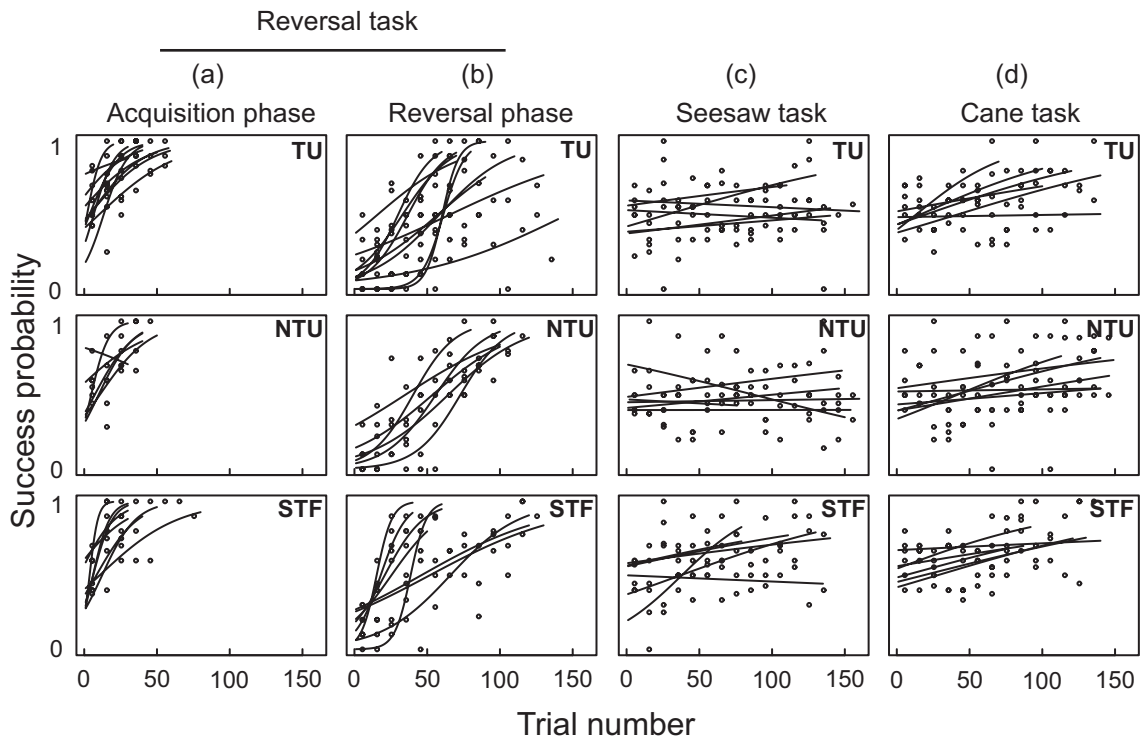 Reversal task
(a) (b) (c) (d)
Acquisition phase Reversal phase Seesaw task Cane task
Success probability
1 TU TU TU TU
0
1 NTU NTU NTU NTU
0
1 STF STF STF STF
0
0 50 100 150 0 50 100 150 0 50 100 150 0 50 100 150
Trial number